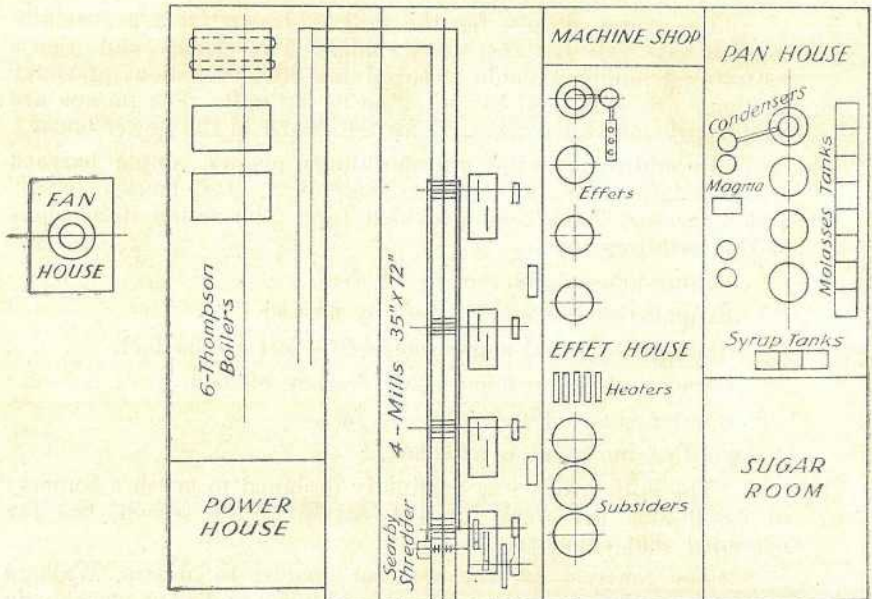 MACHINE SHOP
PAN HOUSE
Condensers
Effets
Magma
Molasses Tanks
FAN
HOUSE
6-Thompson
Boilers
4-Mills 35"x72"
EFFET HOUSE
Syrup Tanks
Heaters
POWER
HOUSE
Searby
Shredder
Subsiders
SUGAR
ROOM